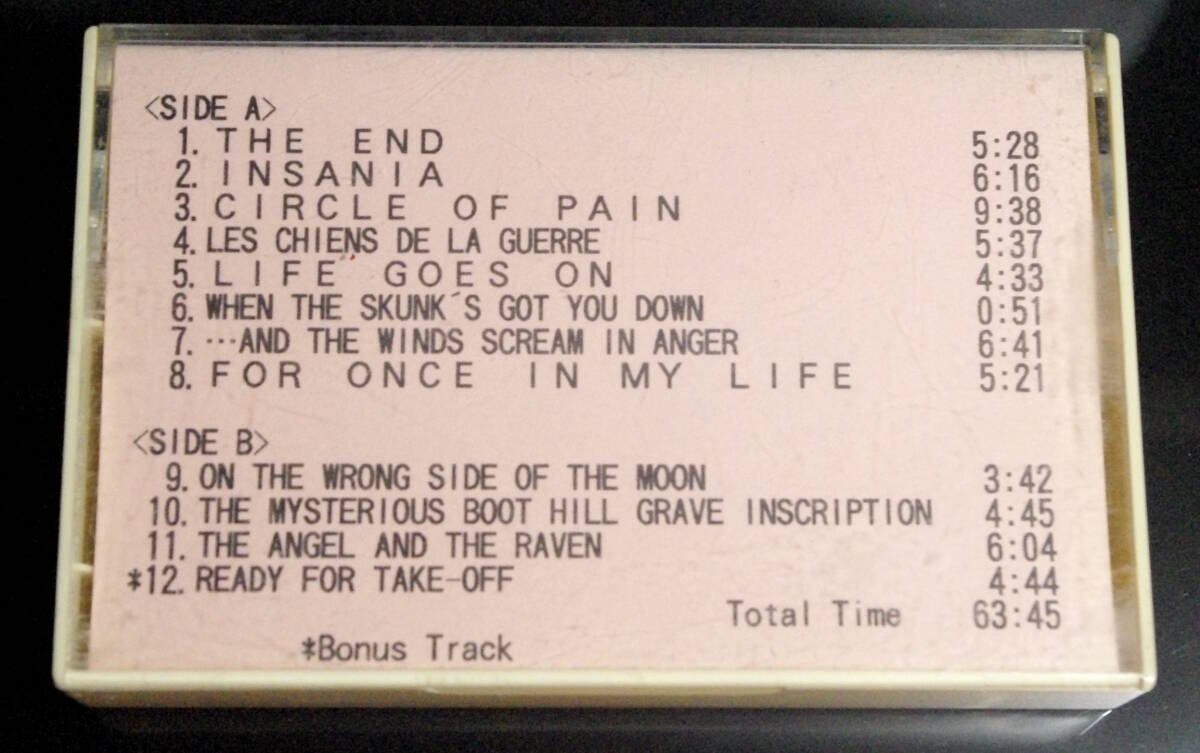 <SIDE A>
1. THE END 5:28
2. INSANIA 6:16
3. CIRCLE OF PAIN 9:38
4. LES CHIENS DE LA GUERRE 5:37
5. LIFE GOES ON 4:33
6. WHEN THE SKUNK´S GOT YOU DOWN 0:51
7. …AND THE WINDS SCREAM IN ANGER 6:41
8. FOR ONCE IN MY LIFE 5:21
<SIDE B>
9. ON THE WRONG SIDE OF THE MOON 3:42
10. THE MYSTERIOUS BOOT HILL GRAVE INSCRIPTION 4:45
11. THE ANGEL AND THE RAVEN 6:04
*12. READY FOR TAKE-OFF 4:44
Total Time 63:45
*Bonus Track